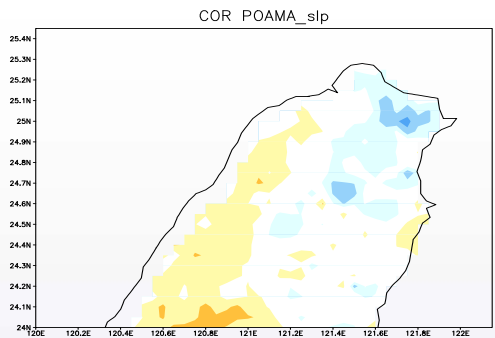 COR POAMA_slp
25.4N
25.3N
25.2N
25.1N
25N
24.9N
24.8N
24.7N
24.6N
24.5N
24.4N
24.3N
24.2N
24.1N
24N
120E 120.2E 120.4E 120.6E 120.8E 121E 121.2E 121.4E 121.6E 121.8E 122E